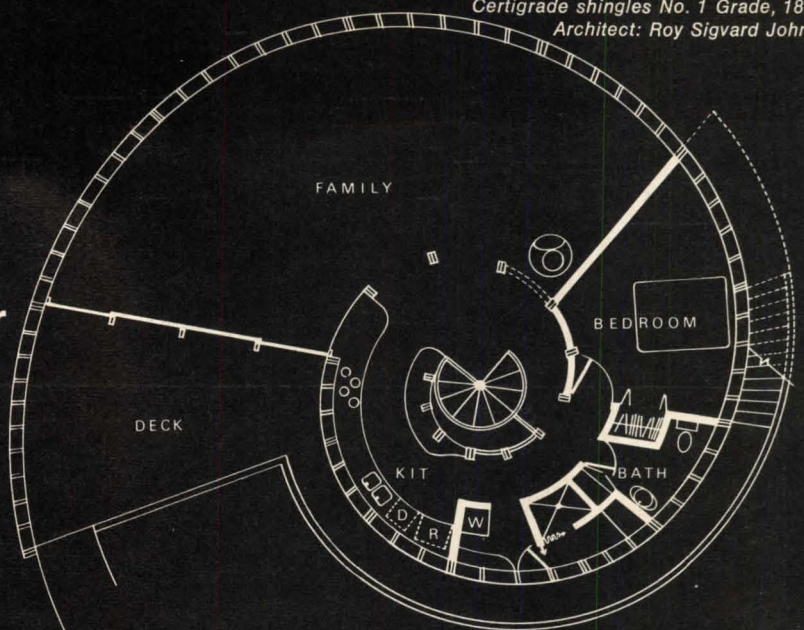 Certigrade shingles No. 1 Grade, 18
Architect: Roy Sigvard John
FAMILY
BEDROOM
DECK
KIT
BATH
D
R
W